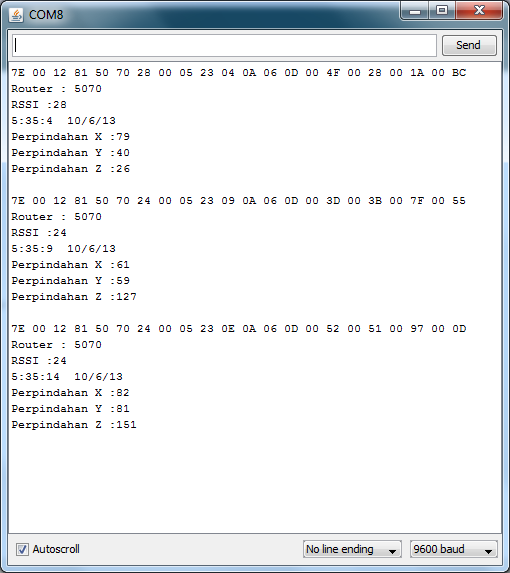 COM8
Send
7E 00 12 81 50 70 28 00 05 23 04 0A 06 0D 00 4F 00 28 00 1A 00 BC
Router : 5070
RSSI :28
5:35:4  10/6/13
Perpindahan X :79
Perpindahan Y :40
Perpindahan Z :26
7E 00 12 81 50 70 24 00 05 23 09 0A 06 0D 00 3D 00 3B 00 7F 00 55
Router : 5070
RSSI :24
5:35:9  10/6/13
Perpindahan X :61
Perpindahan Y :59
Perpindahan Z :127
7E 00 12 81 50 70 24 00 05 23 0E 0A 06 0D 00 52 00 51 00 97 00 0D
Router : 5070
RSSI :24
5:35:14  10/6/13
Perpindahan X :82
Perpindahan Y :81
Perpindahan Z :151
Autoscroll
No line ending
9600 baud